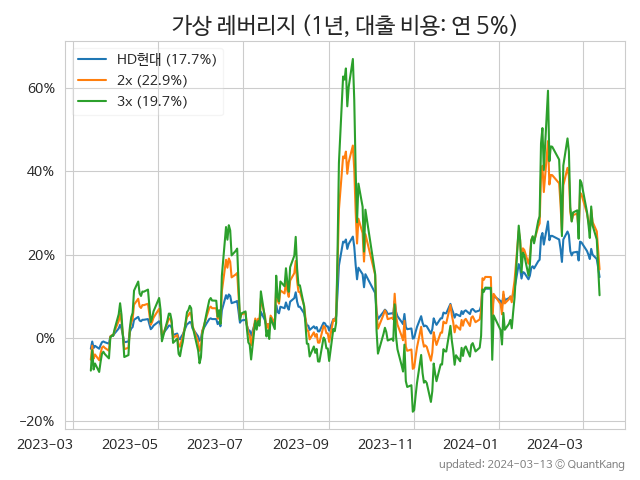 가상 레버리지 (1년, 대출 비용: 연 5%)
HD현대 (17.7%)
2x (22.9%)
3x (19.7%)
60%
40%
20%
0%
−20%
2023-03 2023-05 2023-07 2023-09 2023-11 2024-01 2024-03
updated: 2024-03-13 © QuantKang